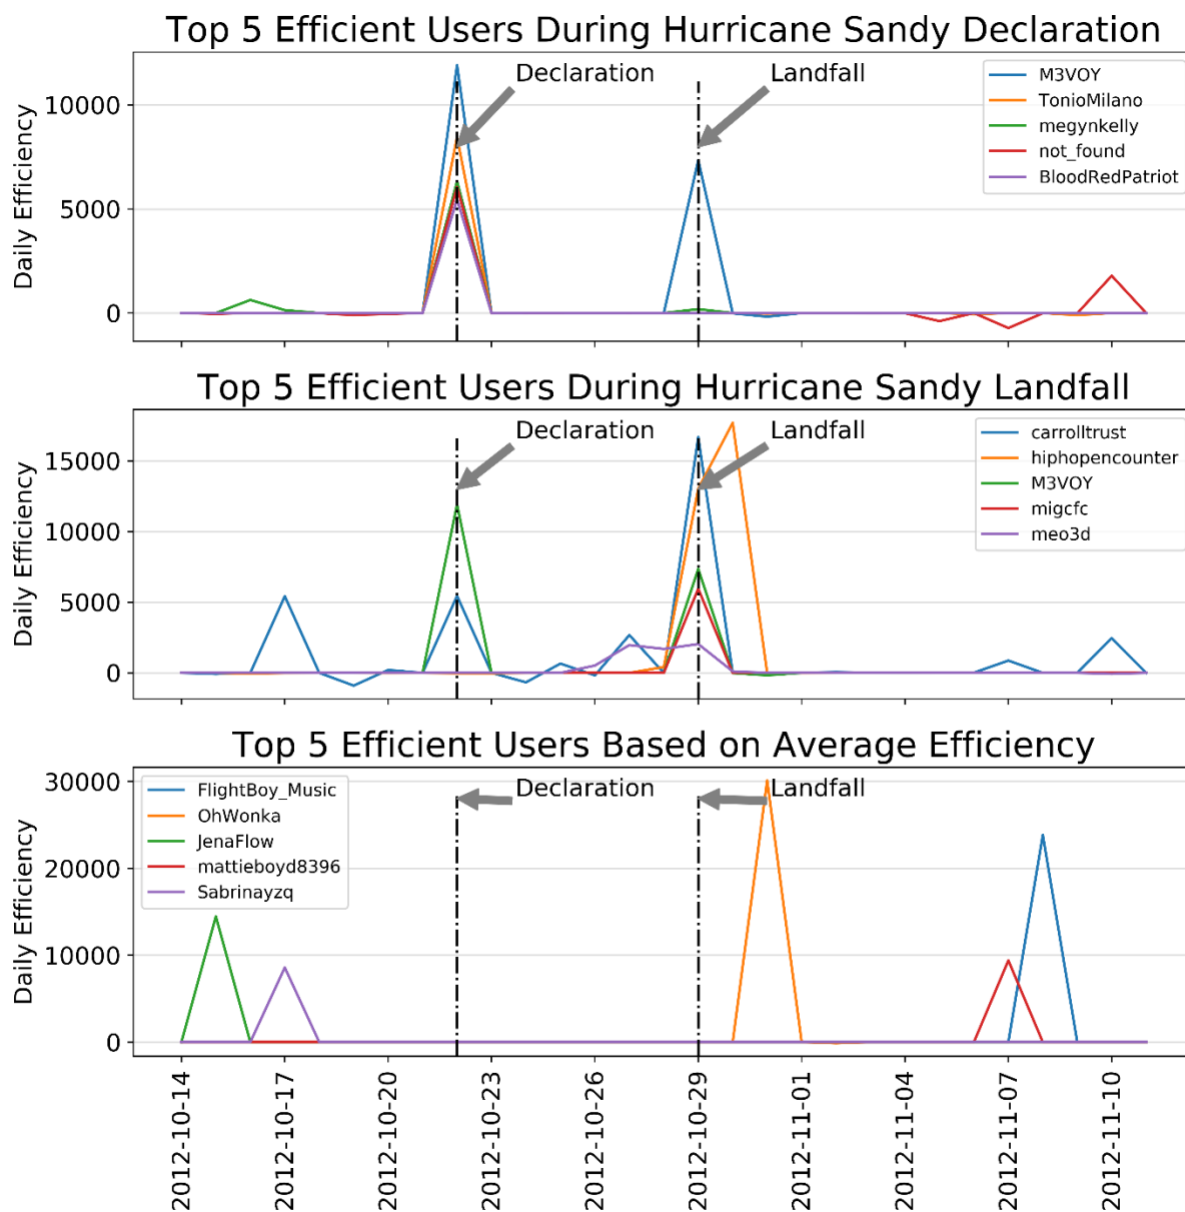 Top 5 Efficient Users During Hurricane Sandy Declaration
Daily Efficiency
10000
5000
0
Declaration
Landfall
M3VOY
TonioMilano
megynkelly
not_found
BloodRedPatriot
Top 5 Efficient Users During Hurricane Sandy Landfall
Daily Efficiency
15000
10000
5000
0
Declaration
Landfall
carrolltrust
hiphopencounter
M3VOY
migcfc
meo3d
Top 5 Efficient Users Based on Average Efficiency
Daily Efficiency
30000
20000
10000
0
FlightBoy_Music
OhWonka
JenaFlow
mattieboyd8396
Sabrinayzq
Declaration
Landfall
2012-10-14
2012-10-17
2012-10-20
2012-10-23
2012-10-26
2012-10-29
2012-11-01
2012-11-04
2012-11-07
2012-11-10